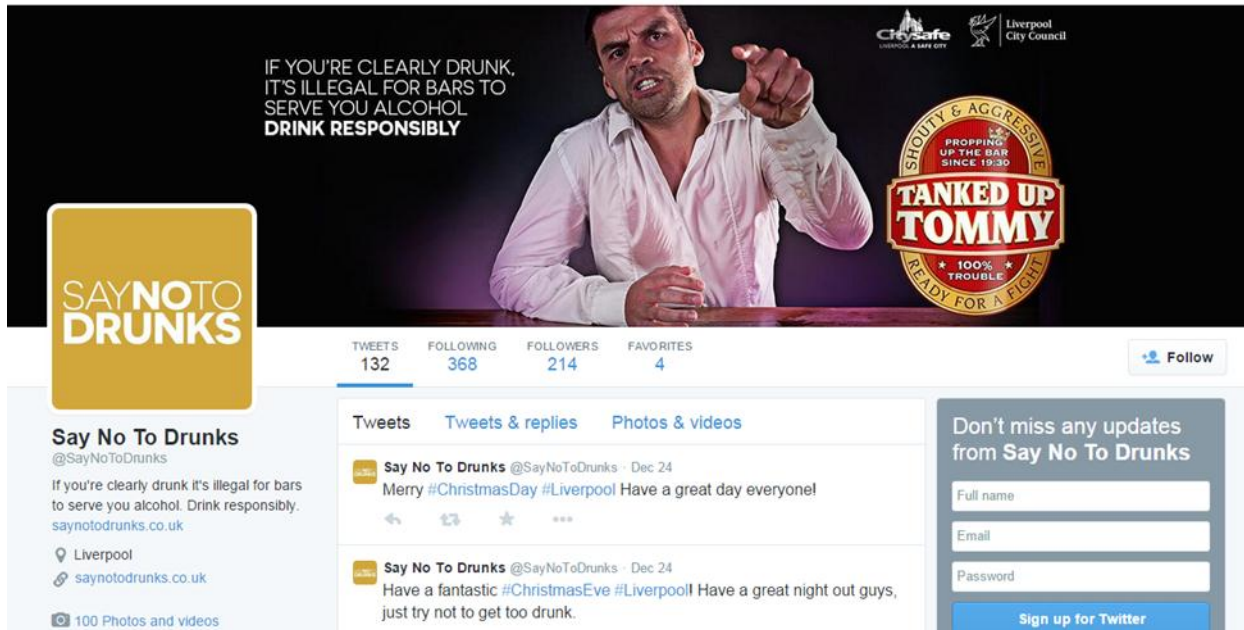 IF YOU'RE CLEARLY DRUNK,
IT'S ILLEGAL FOR BARS TO
SERVE YOU ALCOHOL
DRINK RESPONSIBLY
Citysafe
LIVERPOOL A SAFE CITY
Liverpool
City Council
SHOUTY & AGGRESSIVE
PROPPING
UP THE BAR
SINCE 19:30
TANKED UP
TOMMY
100%
TROUBLE
READY FOR A FIGHT
SAYNOTO
DRUNKS
TWEETS
132
FOLLOWING
368
FOLLOWERS
214
FAVORITES
4
Follow
Say No To Drunks
@SayNoToDrunks
If you're clearly drunk it's illegal for bars
to serve you alcohol. Drink responsibly.
saynotodrunks.co.uk
Liverpool
saynotodrunks.co.uk
100 Photos and videos
Tweets Tweets & replies Photos & videos
Say No To Drunks @SayNoToDrunks · Dec 24
Merry #ChristmasDay #Liverpool Have a great day everyone!
Say No To Drunks @SayNoToDrunks · Dec 24
Have a fantastic #ChristmasEve #Liverpool! Have a great night out guys,
just try not to get too drunk.
Don't miss any updates
from Say No To Drunks
Full name
Email
Password
Sign up for Twitter